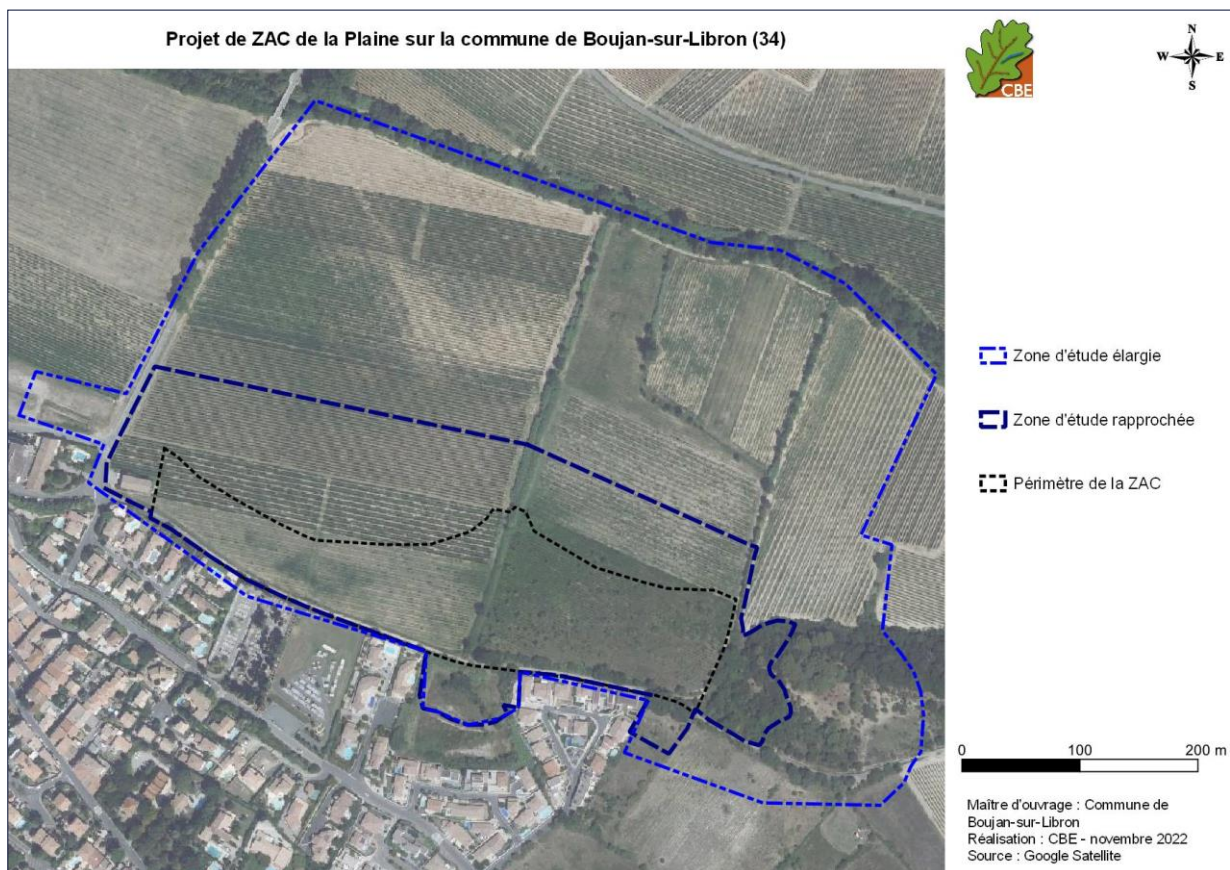 Projet de ZAC de la Plaine sur la commune de Boujan-sur-Libron (34)
CBE
N
W
E
S
Zone d'étude élargie
Zone d'étude rapprochée
Périmètre de la ZAC
0 100 200 m
Maître d'ouvrage : Commune de
Boujan-sur-Libron
Réalisation : CBE - novembre 2022
Source : Google Satellite